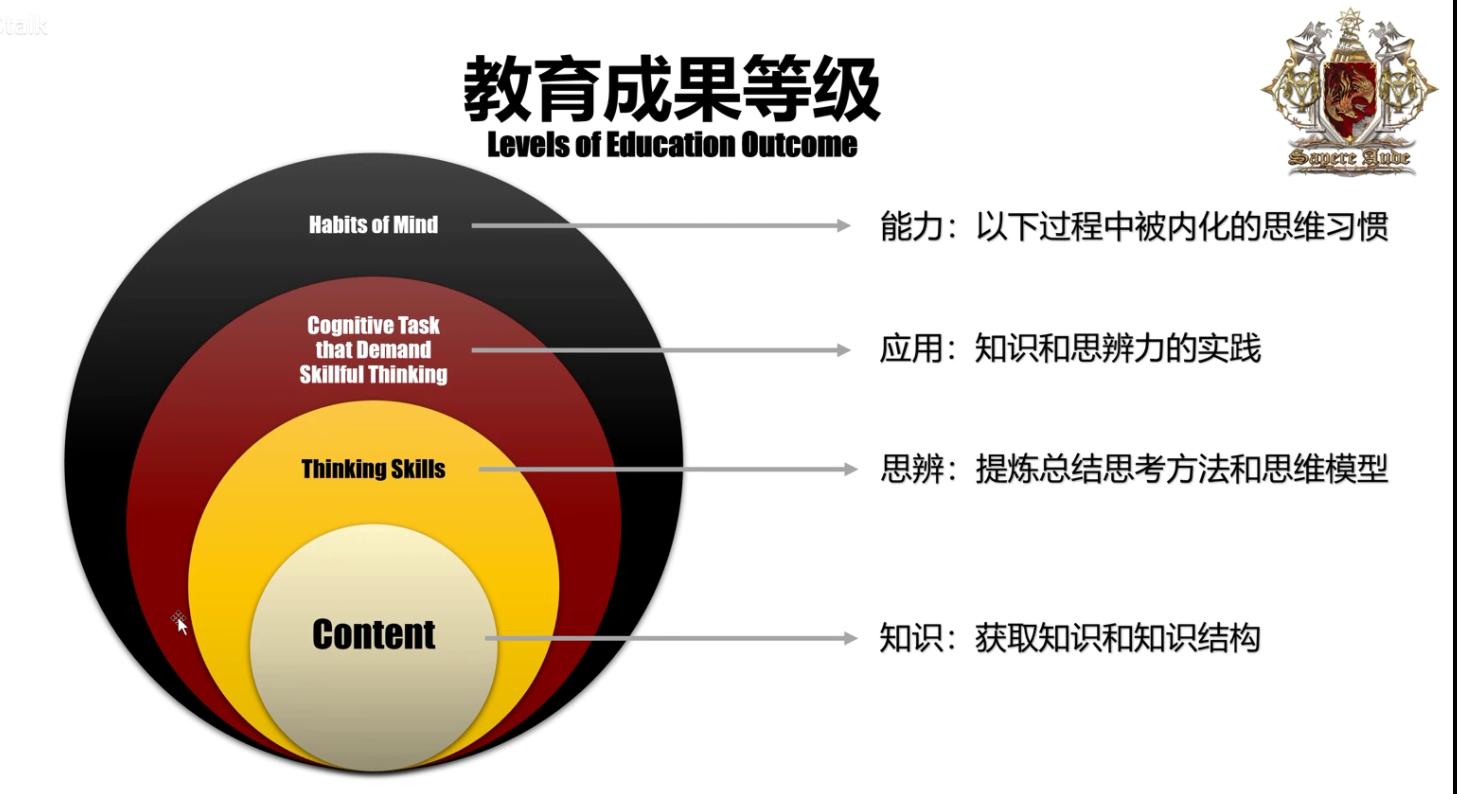 教育成果等级
Levels of Education Outcome
Sapere Aude
Habits of Mind
能力：以下过程中被内化的思维习惯
Cognitive Task
that Demand
Skillful Thinking
应用：知识和思辨力的实践
Thinking Skills
思辨：提炼总结思考方法和思维模型
Content
知识：获取知识和知识结构